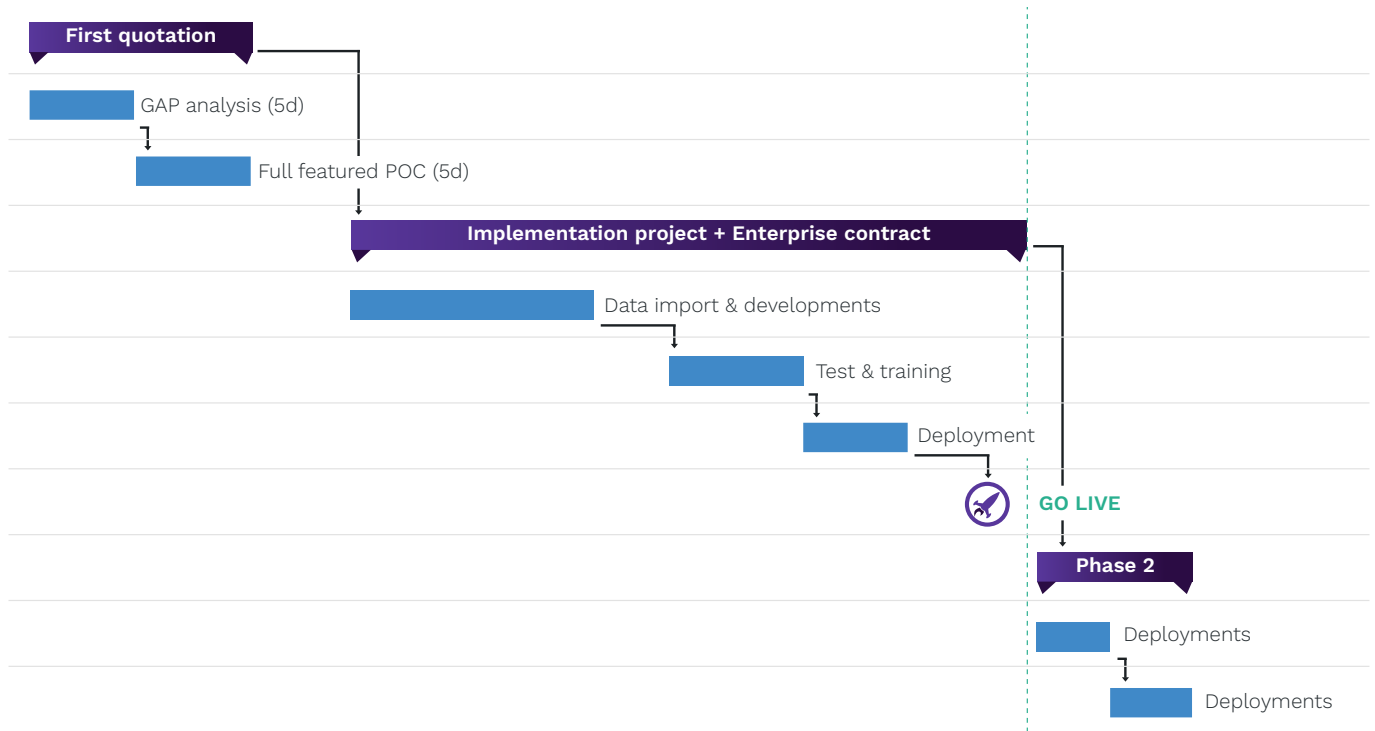 First quotation
GAP analysis (5d)
Full featured POC (5d)
Implementation project + Enterprise contract
Data import & developments
Test & training
Deployment
GO LIVE
Phase 2
Deployments
Deployments